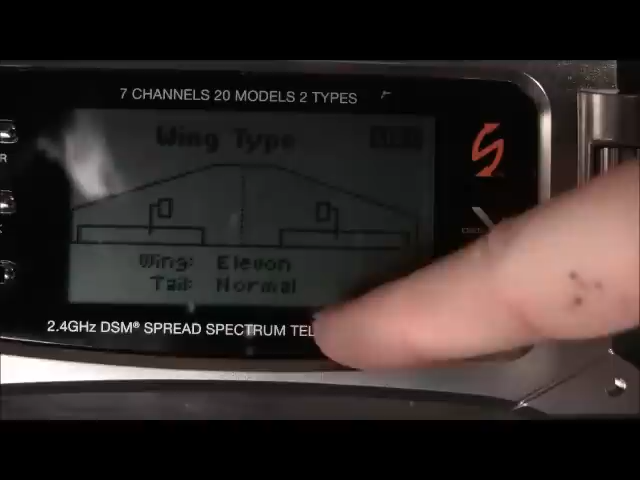 7 CHANNELS 20 MODELS 2 TYPES
Wing Type
Wing: Elevon
Tail: Normal
2.4GHz DSM® SPREAD SPECTRUM TEL
R
K